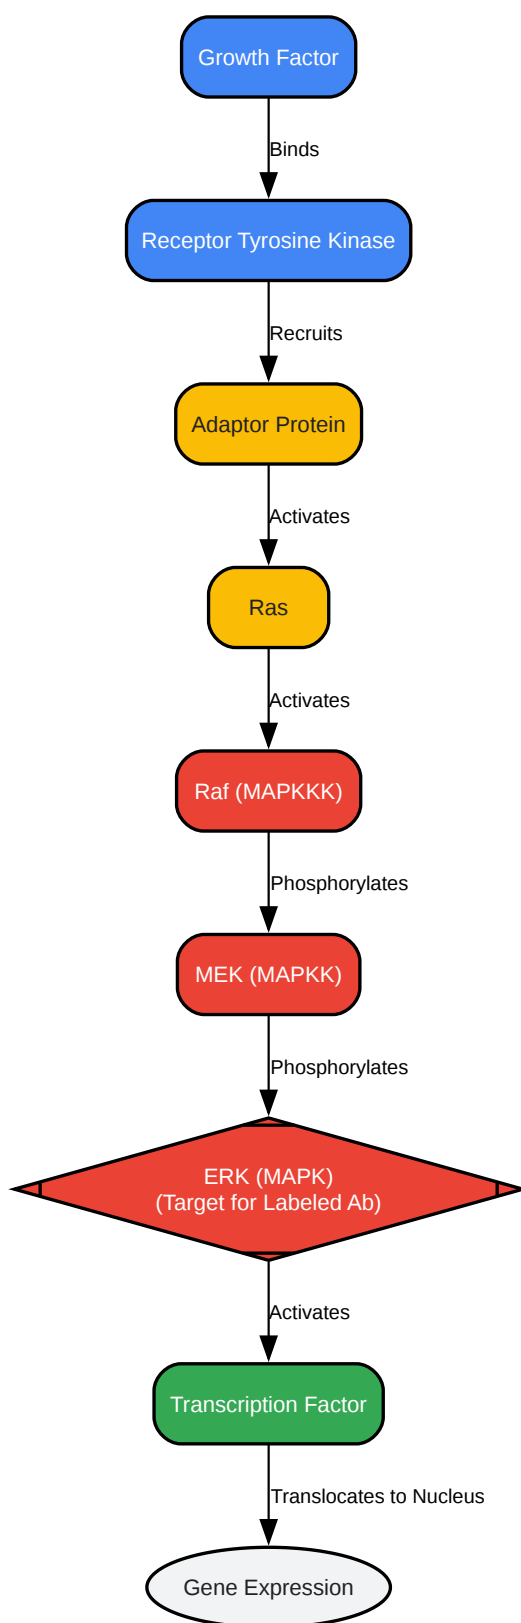 Growth Factor
Binds
Receptor Tyrosine Kinase
Recruits
Adaptor Protein
Activates
Ras
Activates
Raf (MAPKKK)
Phosphorylates
MEK (MAPKK)
Phosphorylates
ERK (MAPK)
(Target for Labeled Ab)
Activates
Transcription Factor
Translocates to Nucleus
Gene Expression